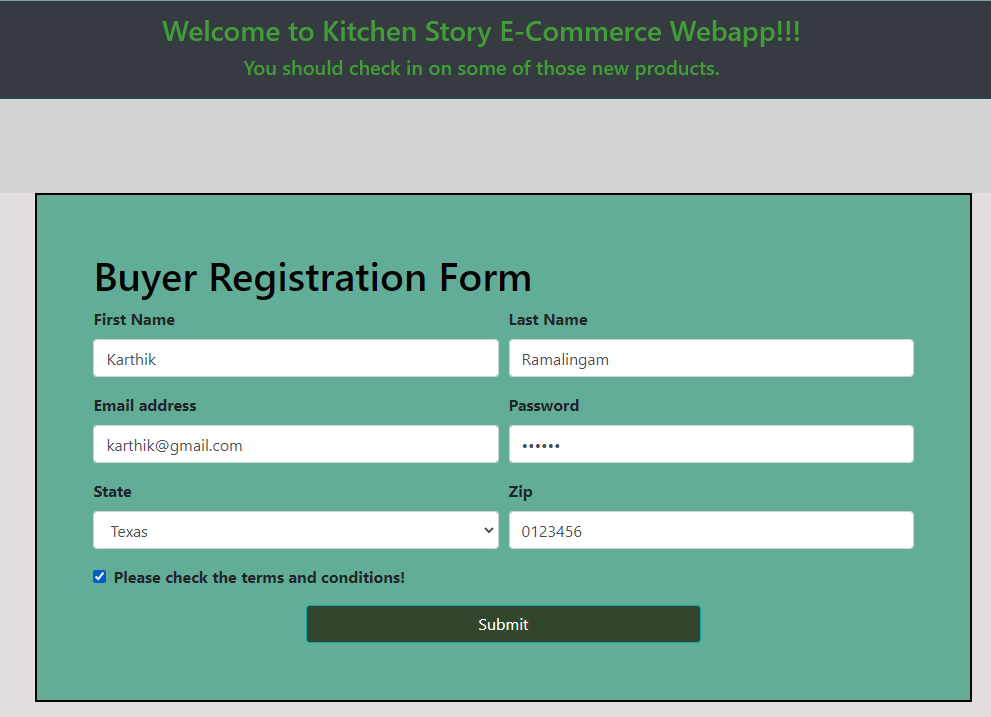 Welcome to Kitchen Story E-Commerce Webapp!!!
You should check in on some of those new products.
Buyer Registration Form
First Name Last Name
Karthik Ramalingam
Email address Password
karthik@gmail.com ••••••
State Zip
Texas 0123456
Please check the terms and conditions!
Submit